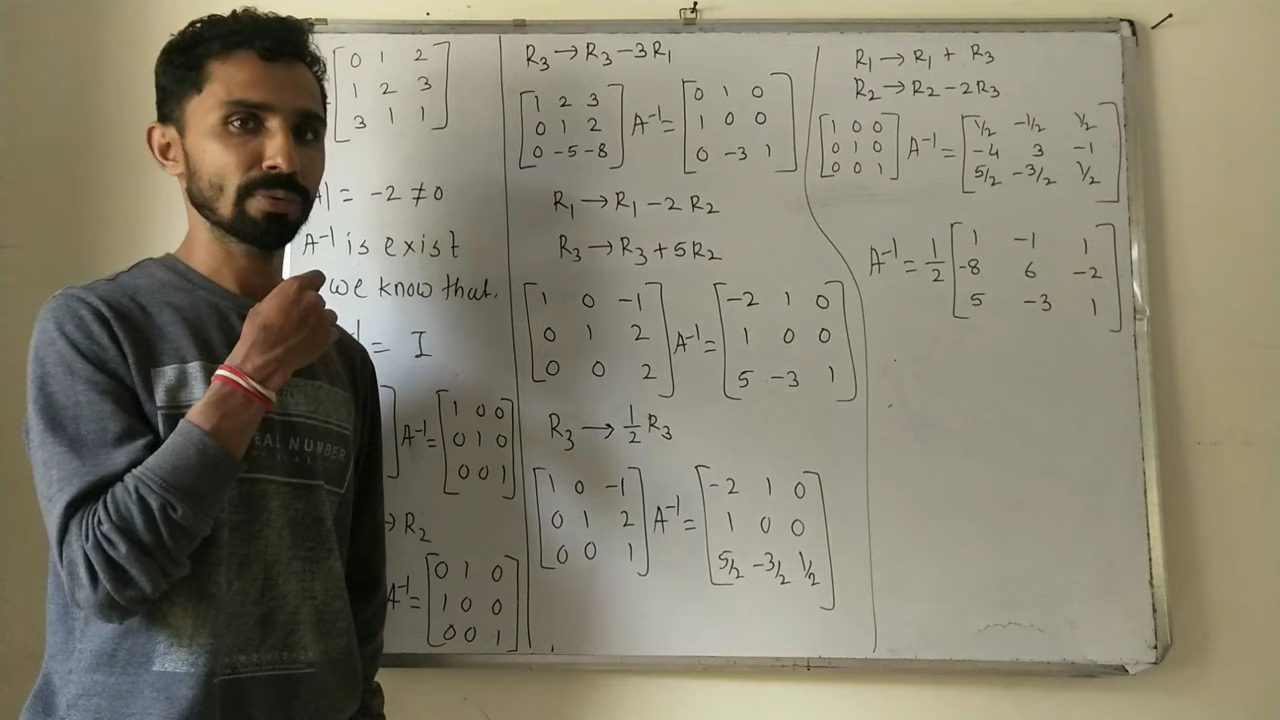 0 1 2
1 2 3
3 1 1
= -2 ≠ 0
A⁻¹ is exist
we know that.
= I
A⁻¹ = [1 0 0
0 1 0
0 0 1]
→ R₂
A⁻¹ = [0 1 0
1 0 0
0 0 1]
R₃ → R₃ - 3R₁
[1 2 3] A⁻¹ = [0 1 0]
[0 1 2] [1 0 0]
[0 -5 -8] [0 -3 1]
R₁ → R₁ - 2R₂
R₃ → R₃ + 5R₂
[1 0 -1] A⁻¹ = [-2 1 0]
[0 1 2] [1 0 0]
[0 0 2] [5 -3 1]
R₃ → 1/2 R₃
[1 0 -1] A⁻¹ = [-2 1 0]
[0 1 2] [1 0 0]
[0 0 1] [5/2 -3/2 1/2]
R₁ → R₁ + R₃
R₂ → R₂ - 2R₃
[1 0 0] A⁻¹ = [1/2 -1/2 1/2]
[0 1 0] [-4 3 -1]
[0 0 1] [5/2 -3/2 1/2]
A⁻¹ = 1/2 [1 -1 1]
[-8 6 -2]
[5 -3 1]
EAL NUMBER